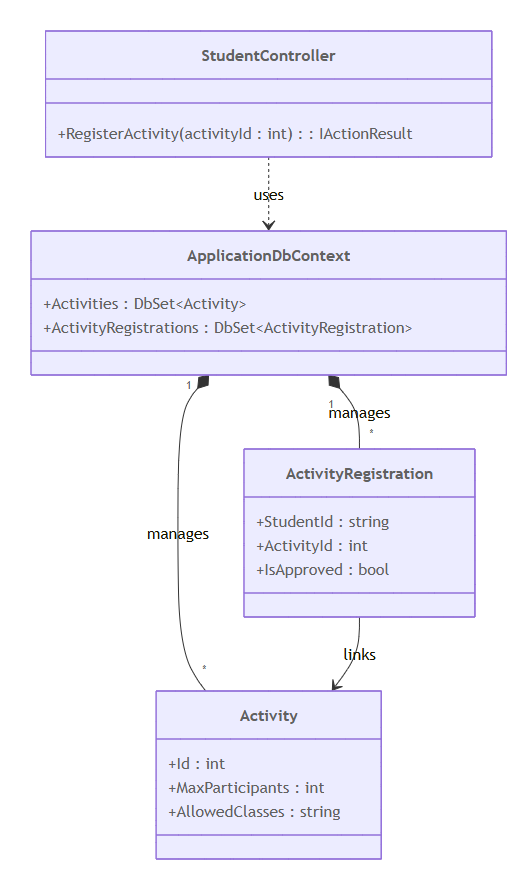 StudentController
+RegisterActivity(activityId : int) : : IActionResult
uses
ApplicationDbContext
+Activities : DbSet<Activity>
+ActivityRegistrations : DbSet<ActivityRegistration>
1
1
manages
*
ActivityRegistration
+StudentId : string
+ActivityId : int
+IsApproved : bool
manages
links
*
Activity
+Id : int
+MaxParticipants : int
+AllowedClasses : string